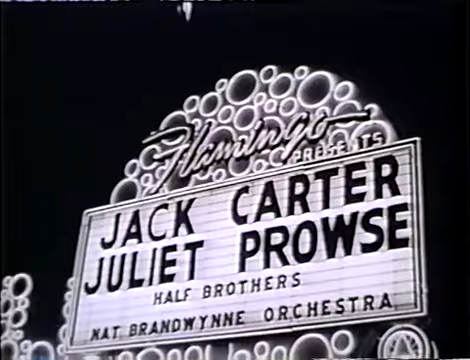 Flamingo
PRESENTS
JACK CARTER
JULIET PROWSE
HALF BROTHERS
NAT BRANDWYNNE ORCHESTRA